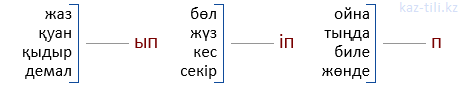 kaz-tili.kz
жаз
қуан
қыдыр
демал
ып
бөл
жүз
кес
секір
іп
ойна
тыңда
биле
жөнде
п